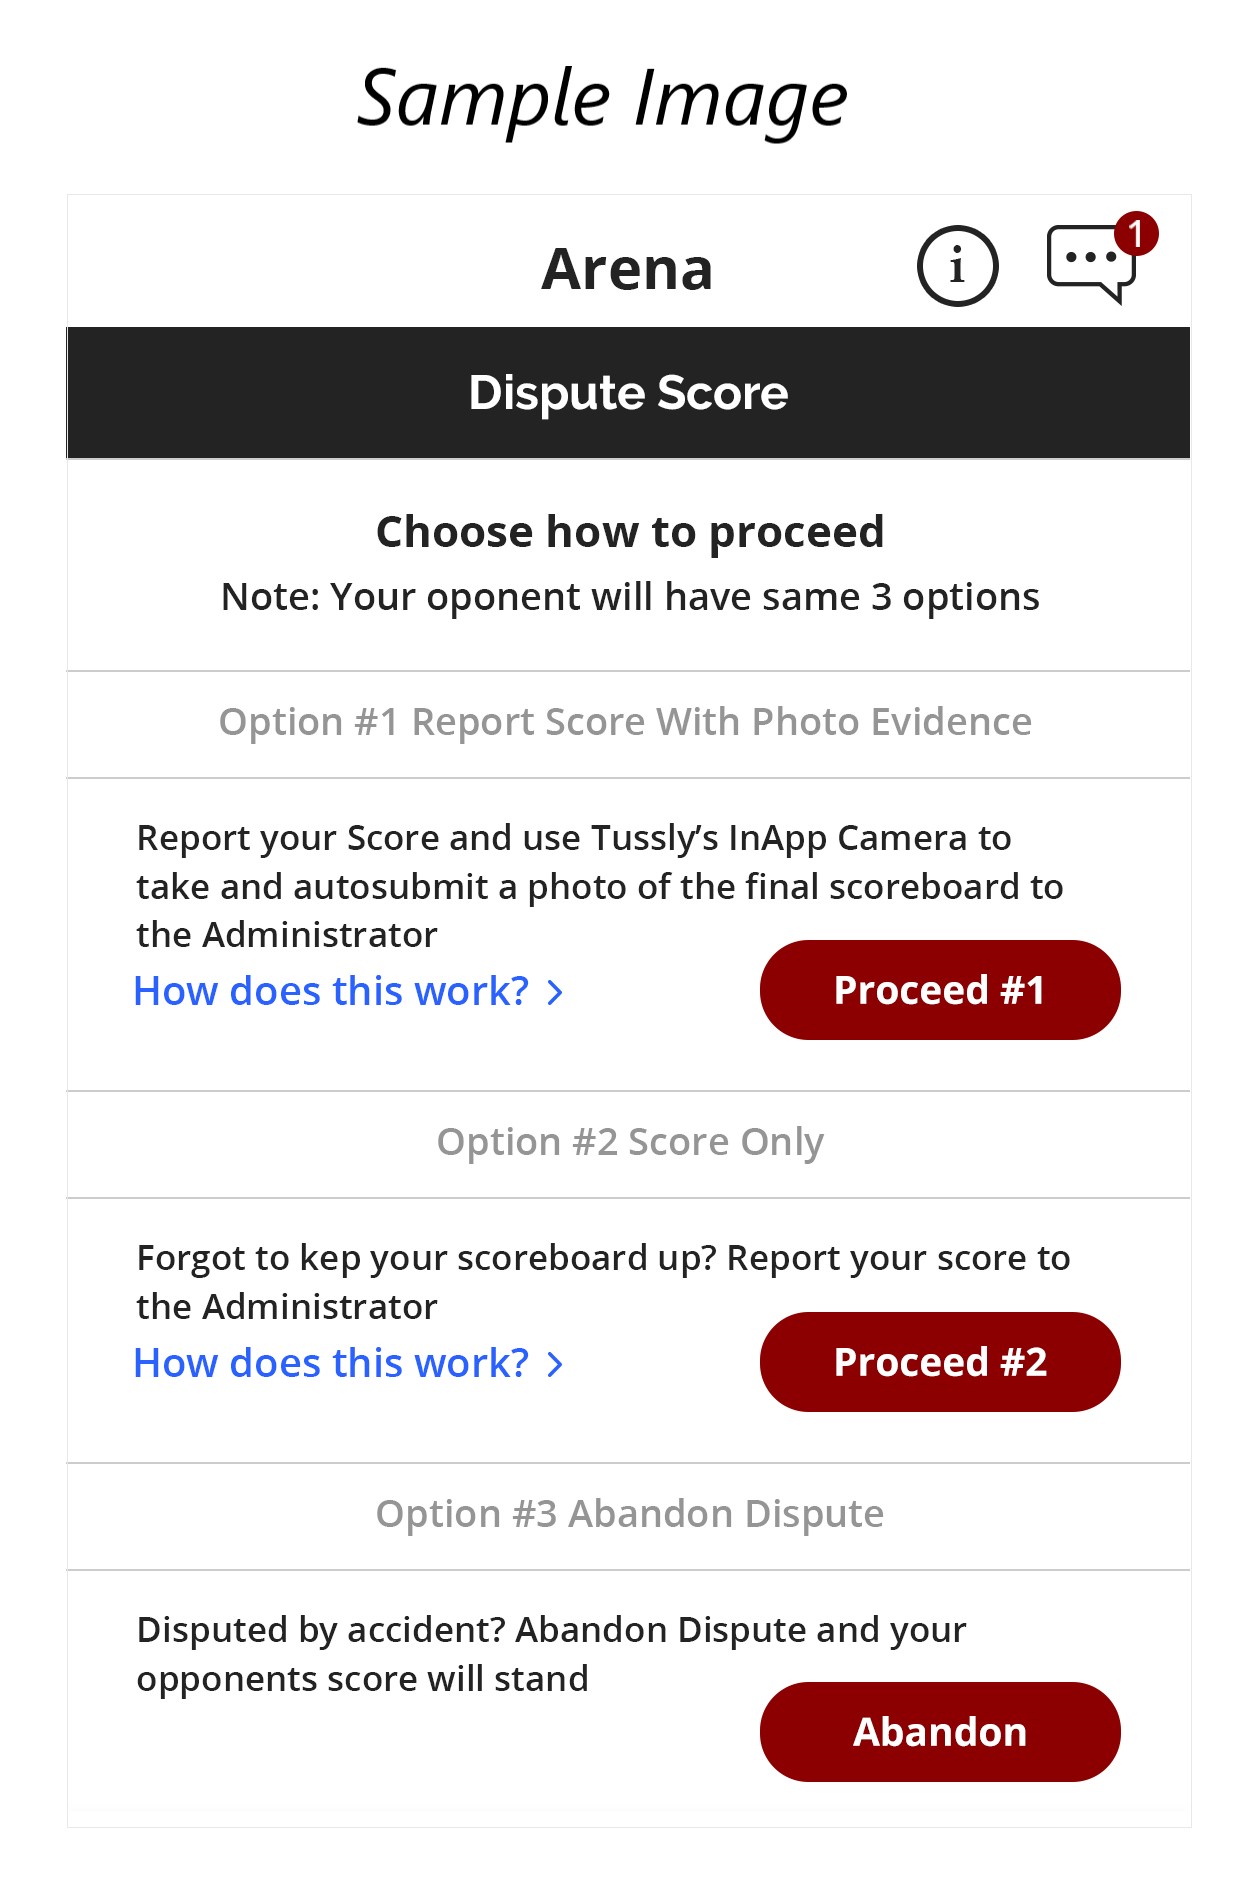 Sample Image
Arena
i
1
Dispute Score
Choose how to proceed
Note: Your oponent will have same 3 options
Option #1 Report Score With Photo Evidence
Report your Score and use Tussly’s InApp Camera to
take and autosubmit a photo of the final scoreboard to
the Administrator
How does this work? >
Proceed #1
Option #2 Score Only
Forgot to kep your scoreboard up? Report your score to
the Administrator
How does this work? >
Proceed #2
Option #3 Abandon Dispute
Disputed by accident? Abandon Dispute and your
opponents score will stand
Abandon